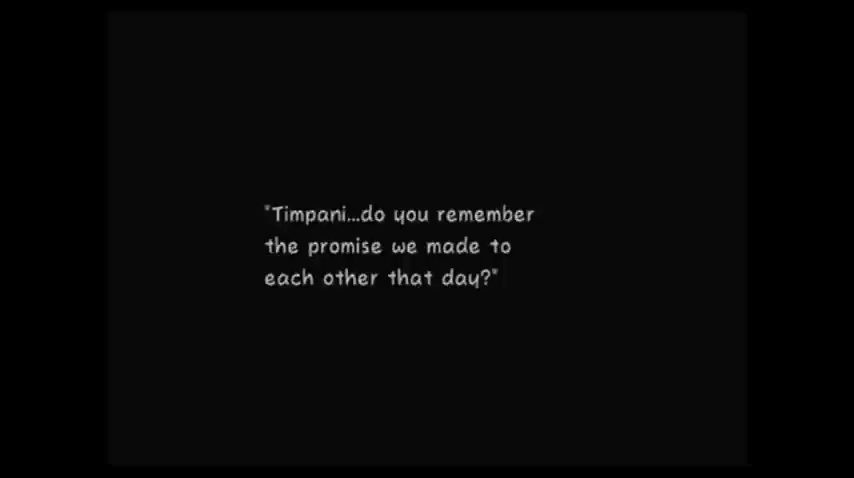 "Timpani...do you remember
the promise we made to
each other that day?"